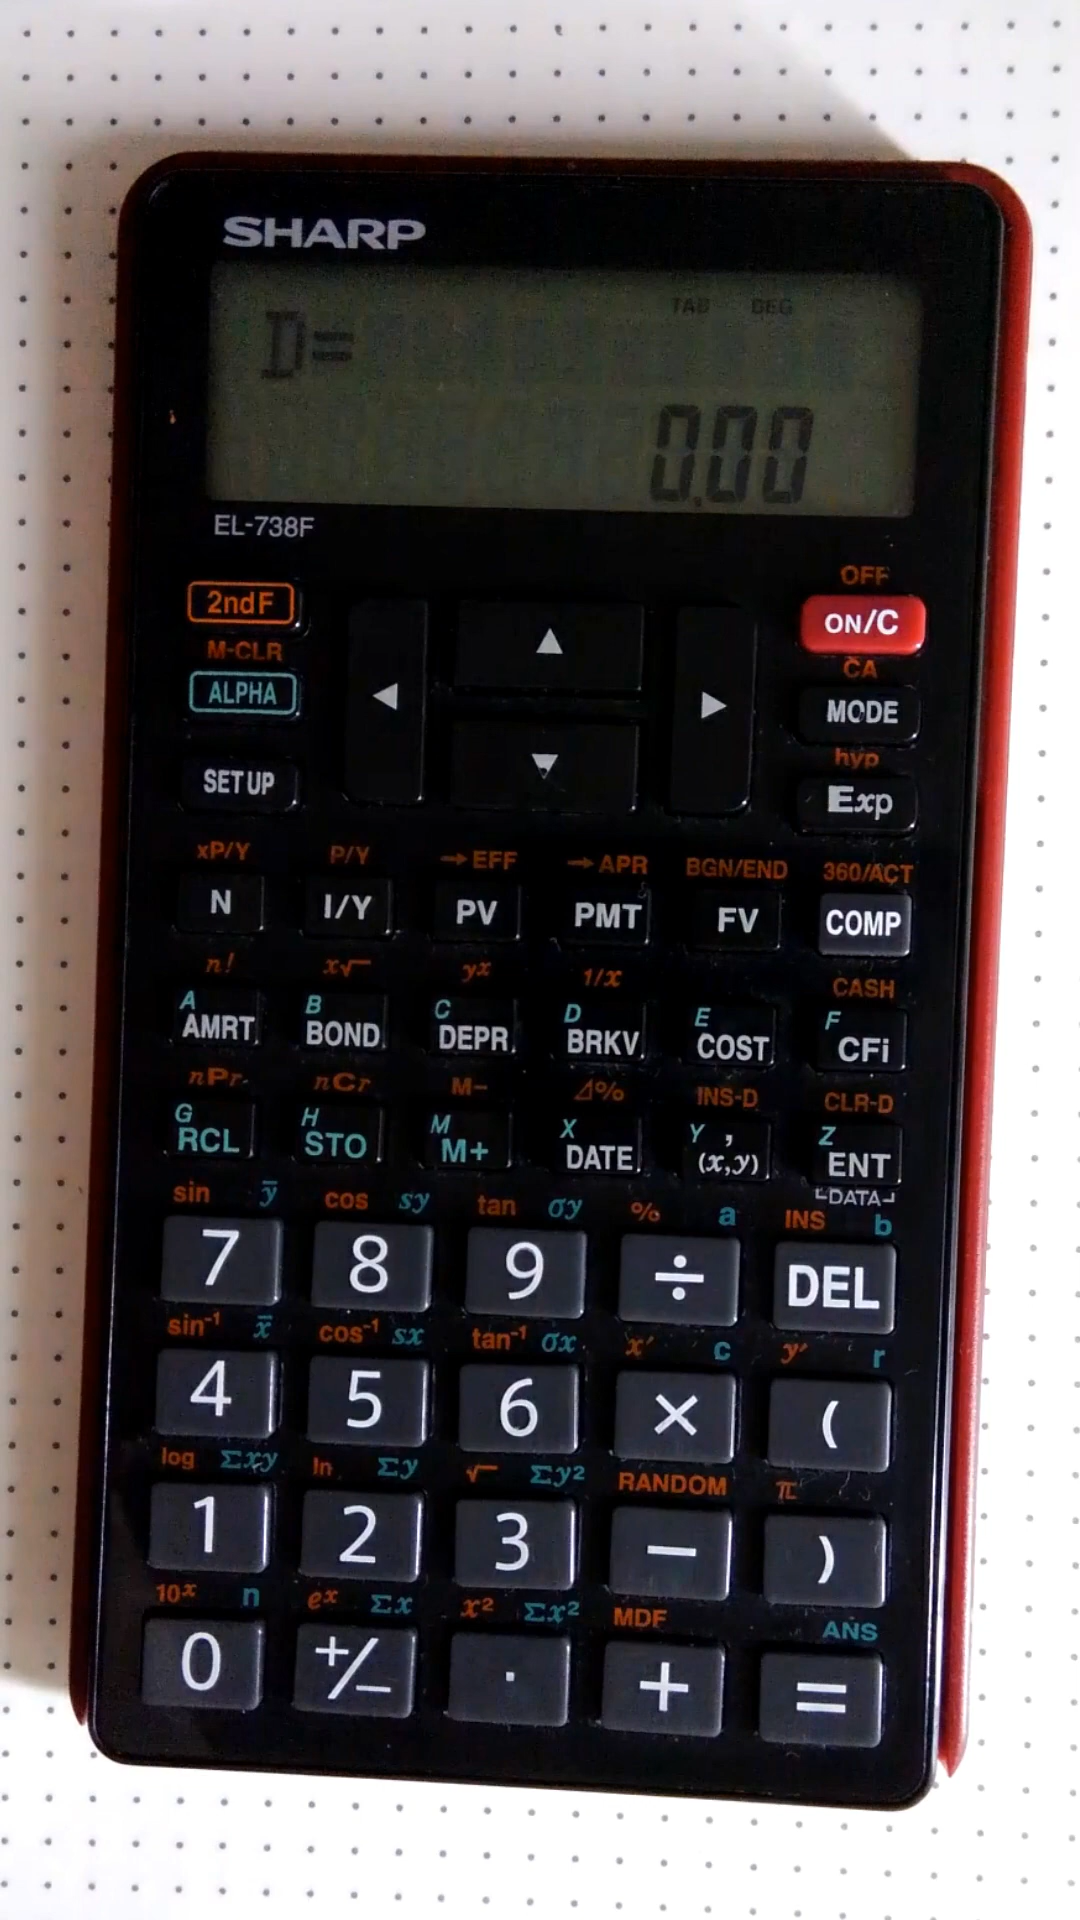 SHARP
TAB DEG
D=
0.00
EL-738F
OFF
2ndF ▲ ON/C
M-CLR CA
ALPHA ◀ ▶ MODE
hyp
SETUP ▼ Exp
xP/Y P/Y →EFF →APR BGN/END 360/ACT
N I/Y PV PMT FV COMP
n! x√‾ yˣ 1/x CASH
A B C D E F
AMRT BOND DEPR BRKV COST CFi
nPr nCr M− ⊿% INS-D CLR-D
G H M X Y , Z
RCL STO M+ DATE (x,y) ENT
DATA
sin ȳ cos sy tan σy % a INS b
7 8 9 ÷ DEL
sin⁻¹ x̄ cos⁻¹ sx tan⁻¹ σx x′ c y′ r
4 5 6 × (
log Σxy ln Σy √‾ Σy² RANDOM π
1 2 3 − )
10ˣ n eˣ Σx x² Σx² MDF ANS
0 +/− · + =